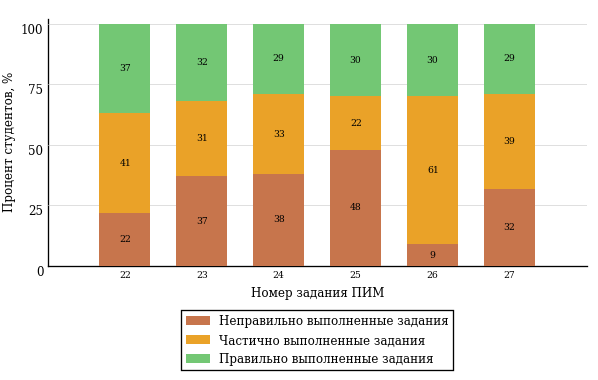 100
75
50
25
0
Процент студентов, %
37 32 29 30 30 29
41 31 33 22 61 39
22 37 38 48 9 32
22 23 24 25 26 27
Номер задания ПИМ
Неправильно выполненные задания
Частично выполненные задания
Правильно выполненные задания